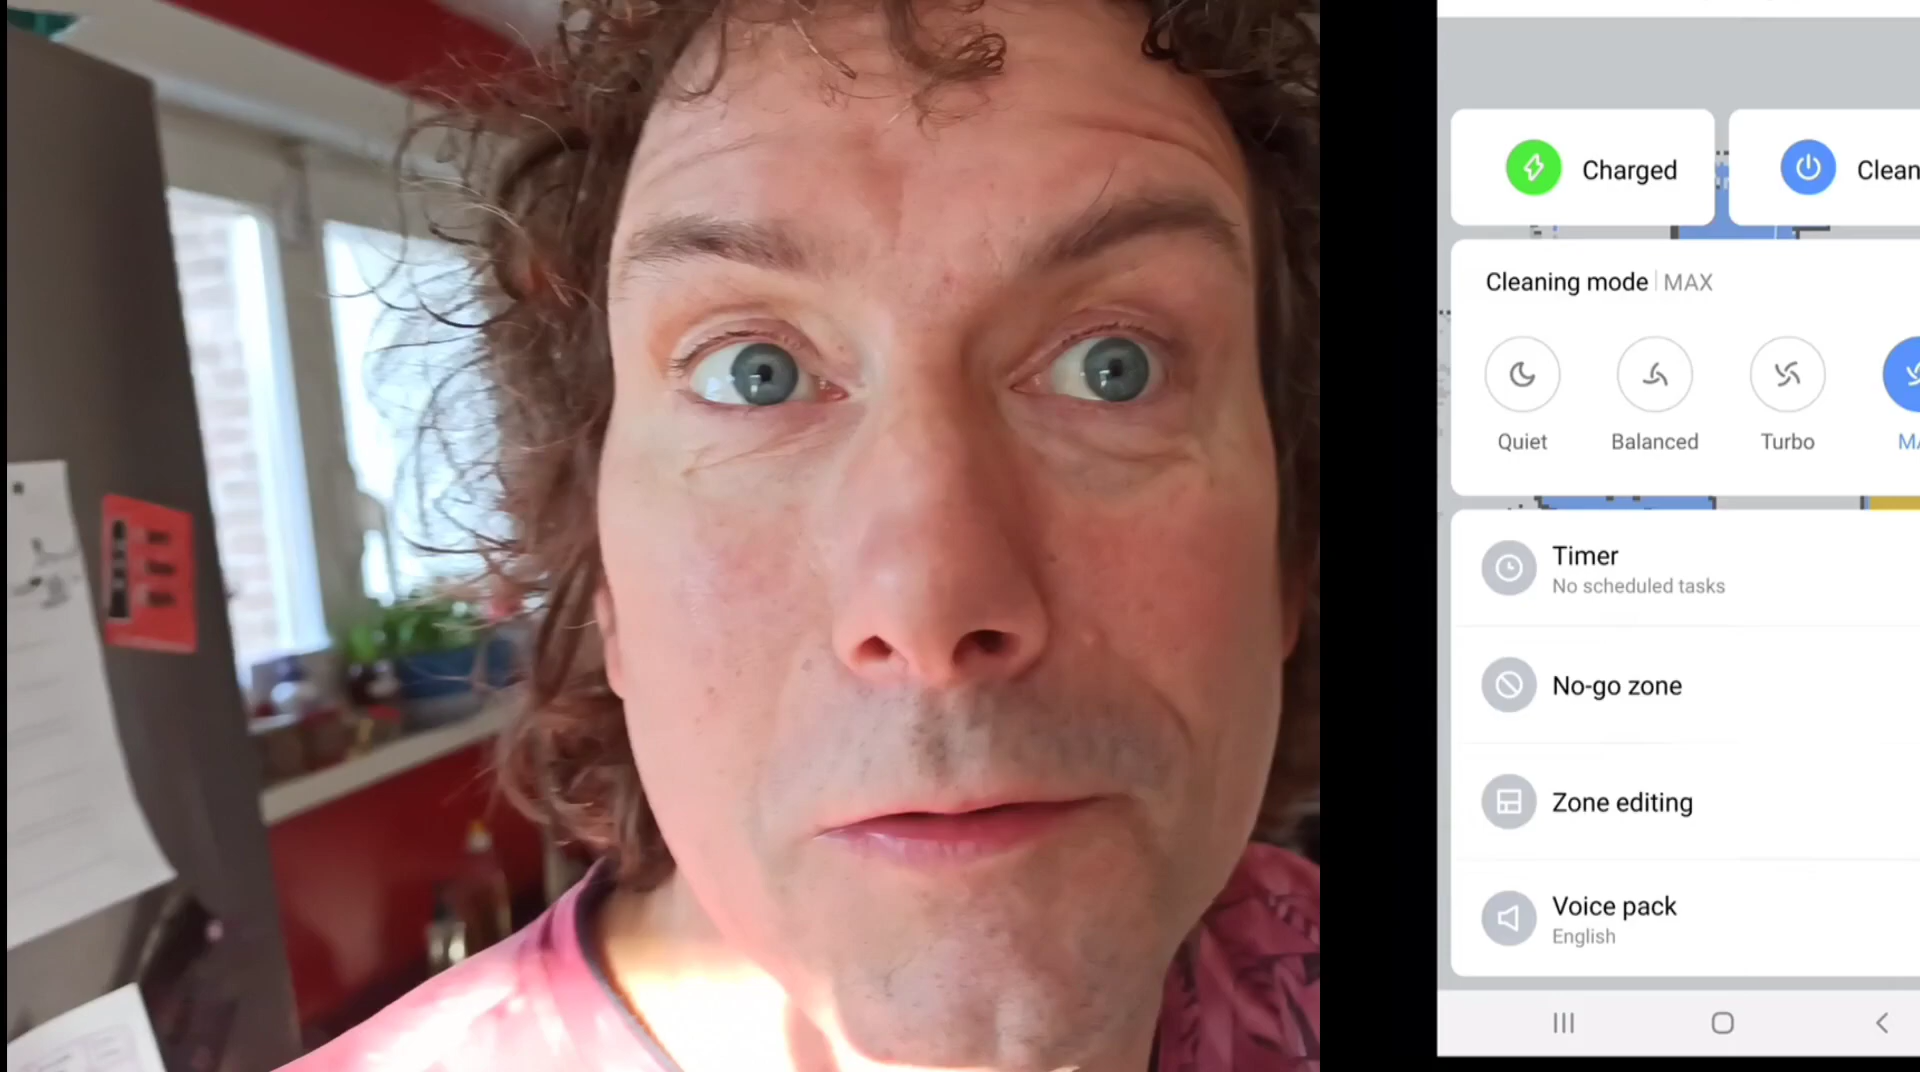 Charged
Clean
Cleaning mode | MAX
Quiet
Balanced
Turbo
MA
Timer
No scheduled tasks
No-go zone
Zone editing
Voice pack
English